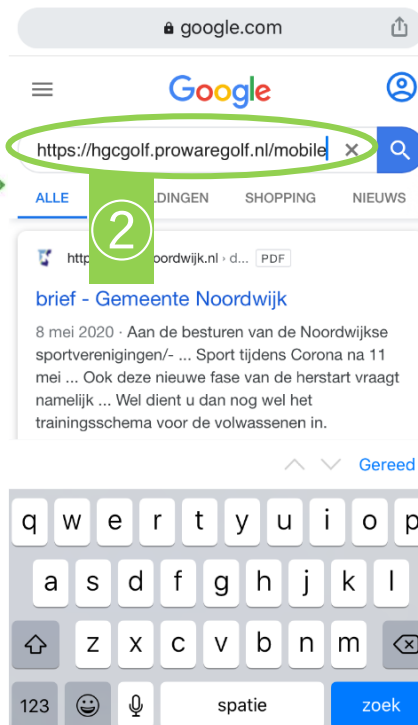 google.com
Google
https://hgcgolf.prowaregolf.nl/mobile
ALLE LDINGEN SHOPPING NIEUWS
2
http oordwijk.nl › d... PDF
brief - Gemeente Noordwijk
8 mei 2020 · Aan de besturen van de Noordwijkse
sportverenigingen/- ... Sport tijdens Corona na 11
mei ... Ook deze nieuwe fase van de herstart vraagt
namelijk ... Wel dient u dan nog wel het
trainingsschema voor de volwassenen in.
Gereed
q w e r t y u i o p
a s d f g h j k l
z x c v b n m
123 spatie zoek